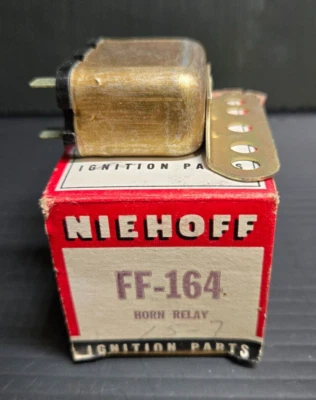 IGNITION PARTS
NIEHOFF
FF-164
HORN RELAY
IGNITION PARTS